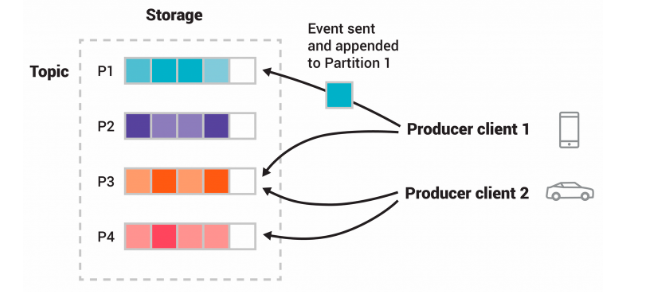 Storage
Event sent
and appended
to Partition 1
Topic
P1
P2
Producer client 1
P3
Producer client 2
P4